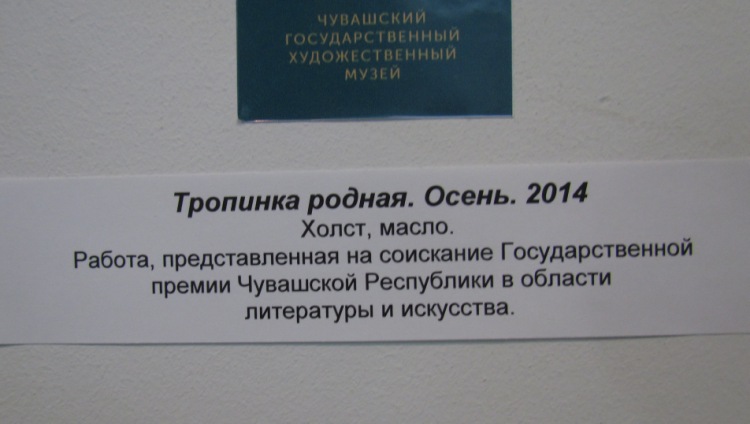 ЧУВАШСКИЙ
ГОСУДАРСТВЕННЫЙ
ХУДОЖЕСТВЕННЫЙ
МУЗЕЙ
Тропинка родная. Осень. 2014
Холст, масло.
Работа, представленная на соискание Государственной
премии Чувашской Республики в области
литературы и искусства.